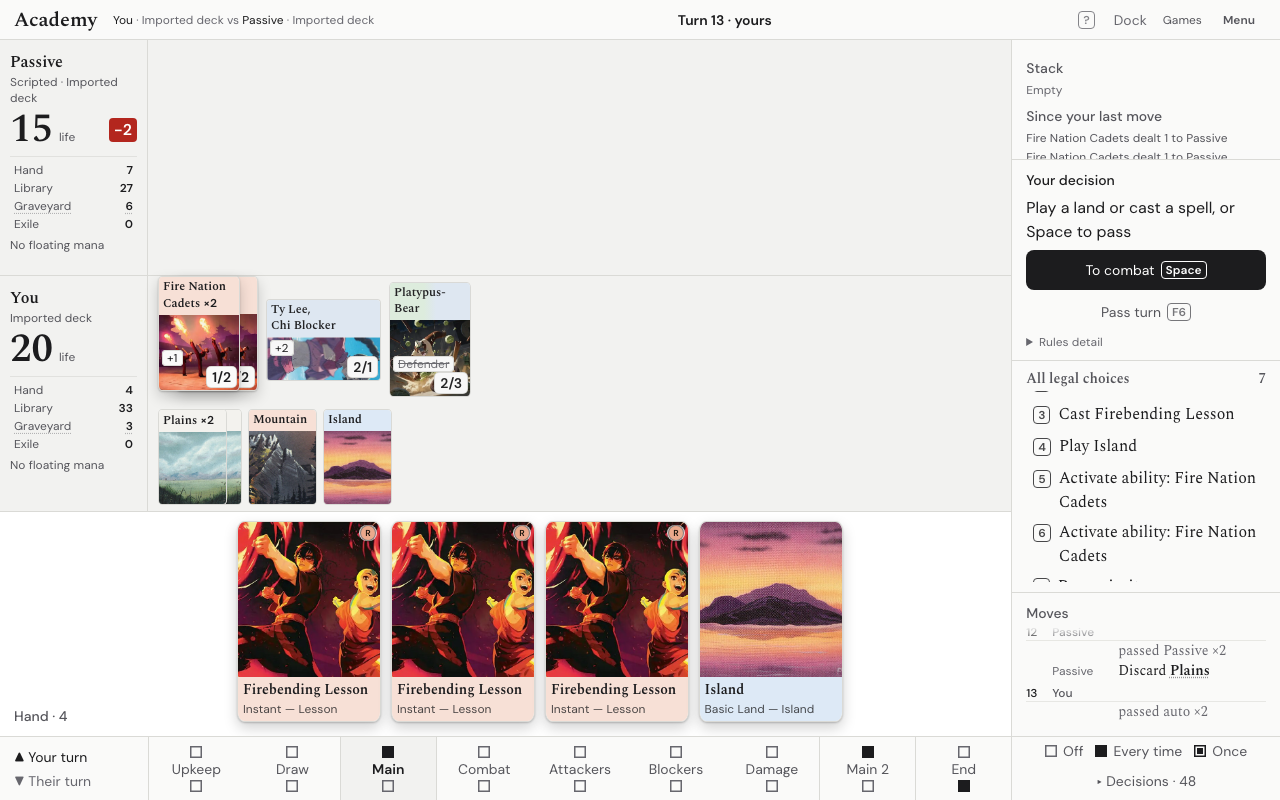 Academy
You · Imported deck vs Passive · Imported deck
Turn 13 · yours
?
Dock
Games
Menu
Passive
Scripted · Imported
deck
15 life
−2
Hand 7
Library 27
Graveyard 6
Exile 0
No floating mana
You
Imported deck
20 life
Hand 4
Library 33
Graveyard 3
Exile 0
No floating mana
Fire Nation
Cadets ×2
+1
1/2
2
Ty Lee,
Chi Blocker
+2
2/1
Platypus-
Bear
Defender
2/3
Plains ×2
Mountain
Island
Hand · 4
R
Firebending Lesson
Instant — Lesson
R
Firebending Lesson
Instant — Lesson
R
Firebending Lesson
Instant — Lesson
Island
Basic Land — Island
Stack
Empty
Since your last move
Fire Nation Cadets dealt 1 to Passive
Fire Nation Cadets dealt 1 to Passive
Your decision
Play a land or cast a spell, or
Space to pass
To combat Space
Pass turn F6
Rules detail
All legal choices 7
3 Cast Firebending Lesson
4 Play Island
5 Activate ability: Fire Nation
Cadets
6 Activate ability: Fire Nation
Cadets
Moves
12 Passive
passed Passive ×2
Passive Discard Plains
13 You
passed auto ×2
▲ Your turn
▼ Their turn
Upkeep
Draw
Main
Combat
Attackers
Blockers
Damage
Main 2
End
Off
Every time
Once
▸ Decisions · 48